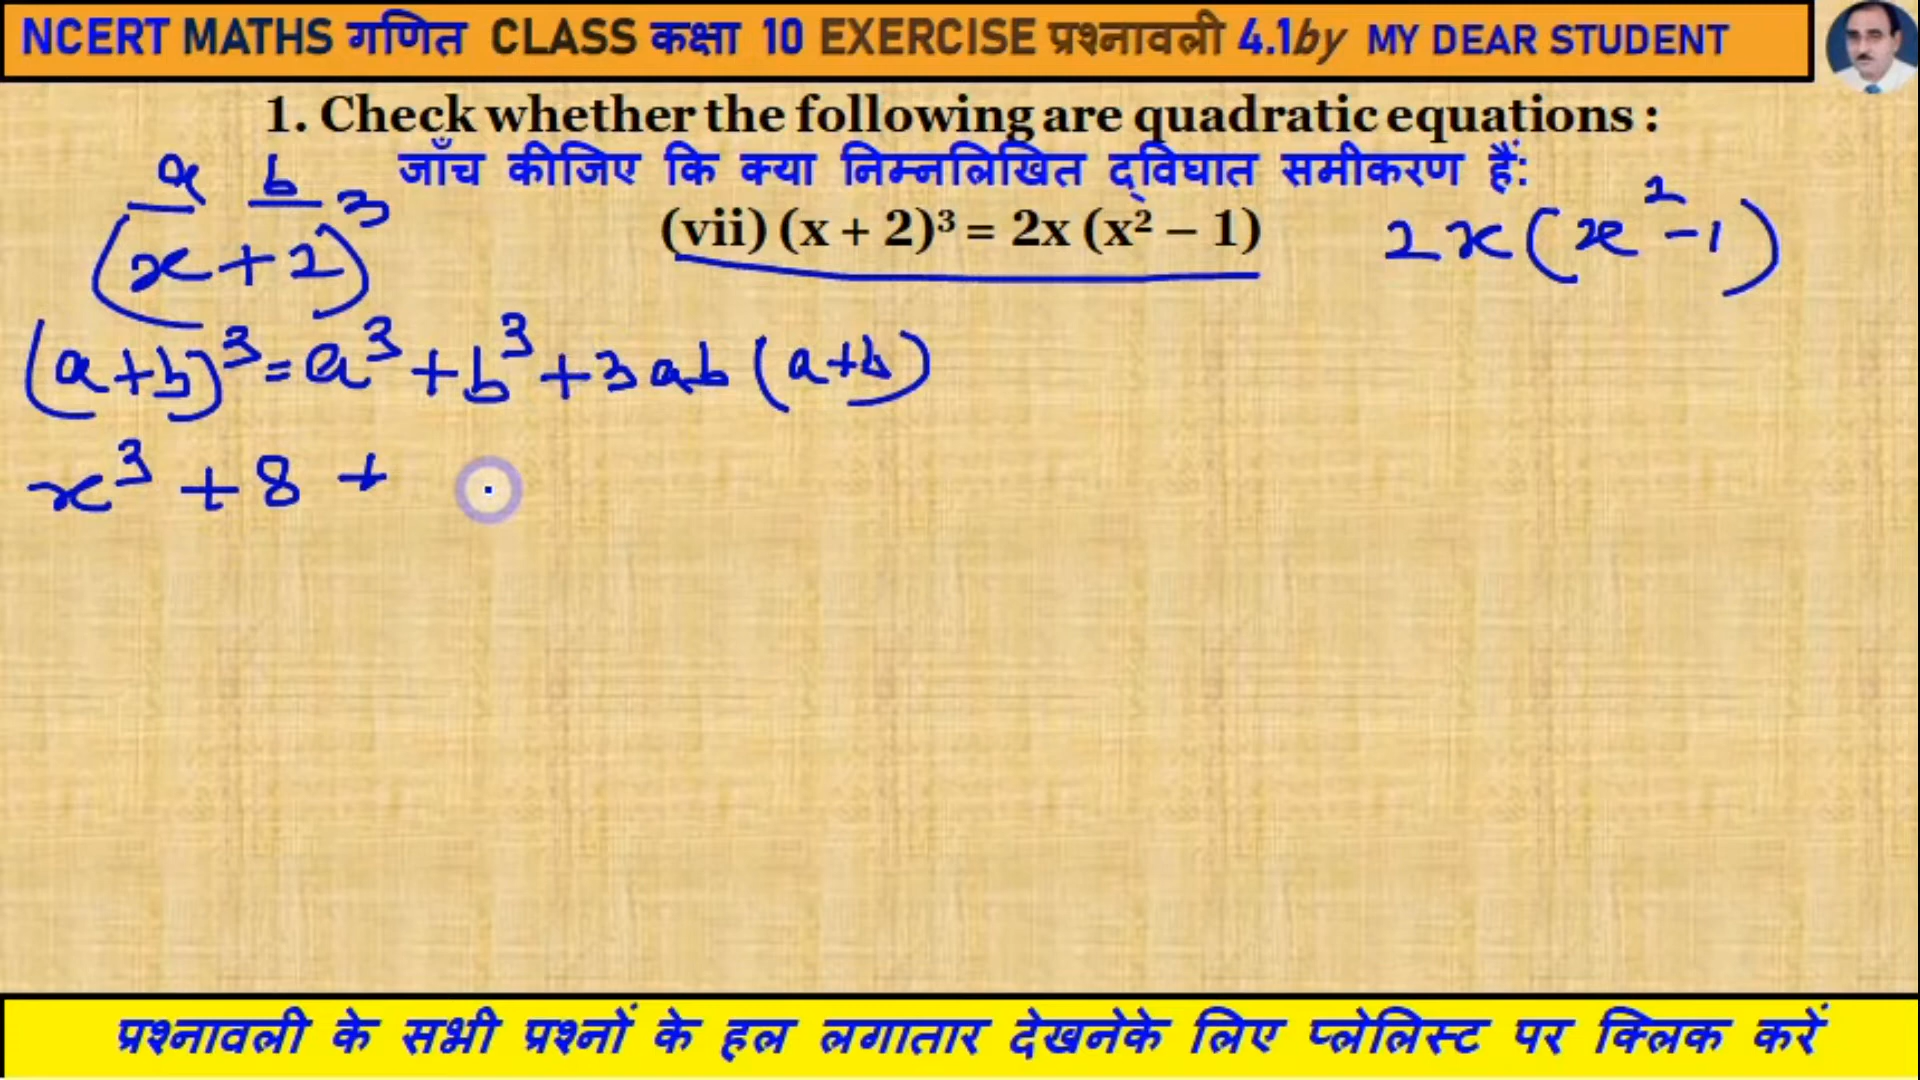 NCERT MATHS गणित CLASS कक्षा 10 EXERCISE प्रश्नावली 4.1by MY DEAR STUDENT
1. Check whether the following are quadratic equations :
जाँच कीजिए कि क्या निम्नलिखित द्विघात समीकरण हैं:
(vii) (x + 2)³ = 2x (x² – 1)
a b
(x+2)³
2x(x²-1)
(a+b)³=a³+b³+3ab(a+b)
x³+8+
प्रश्नावली के सभी प्रश्नों के हल लगातार देखनेके लिए प्लेलिस्ट पर क्लिक करें